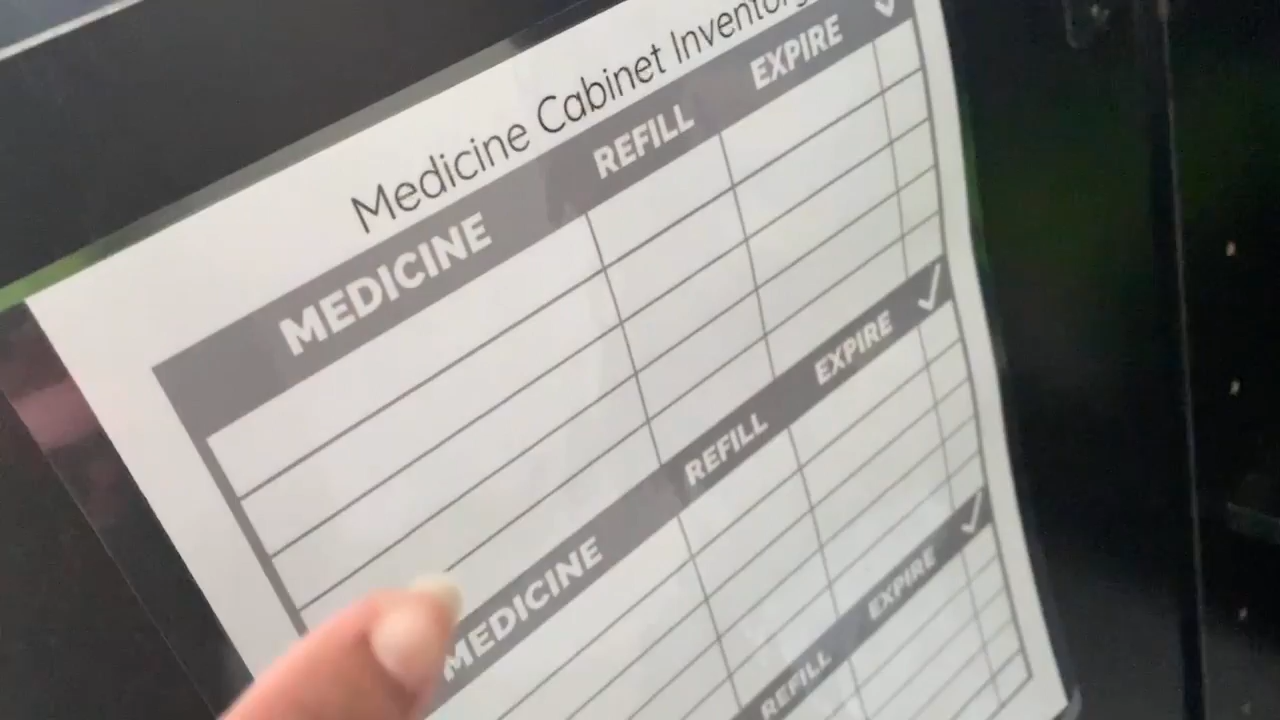 Medicine Cabinet Inventory
MEDICINE REFILL EXPIRE ✓
MEDICINE REFILL EXPIRE ✓
REFILL EXPIRE ✓